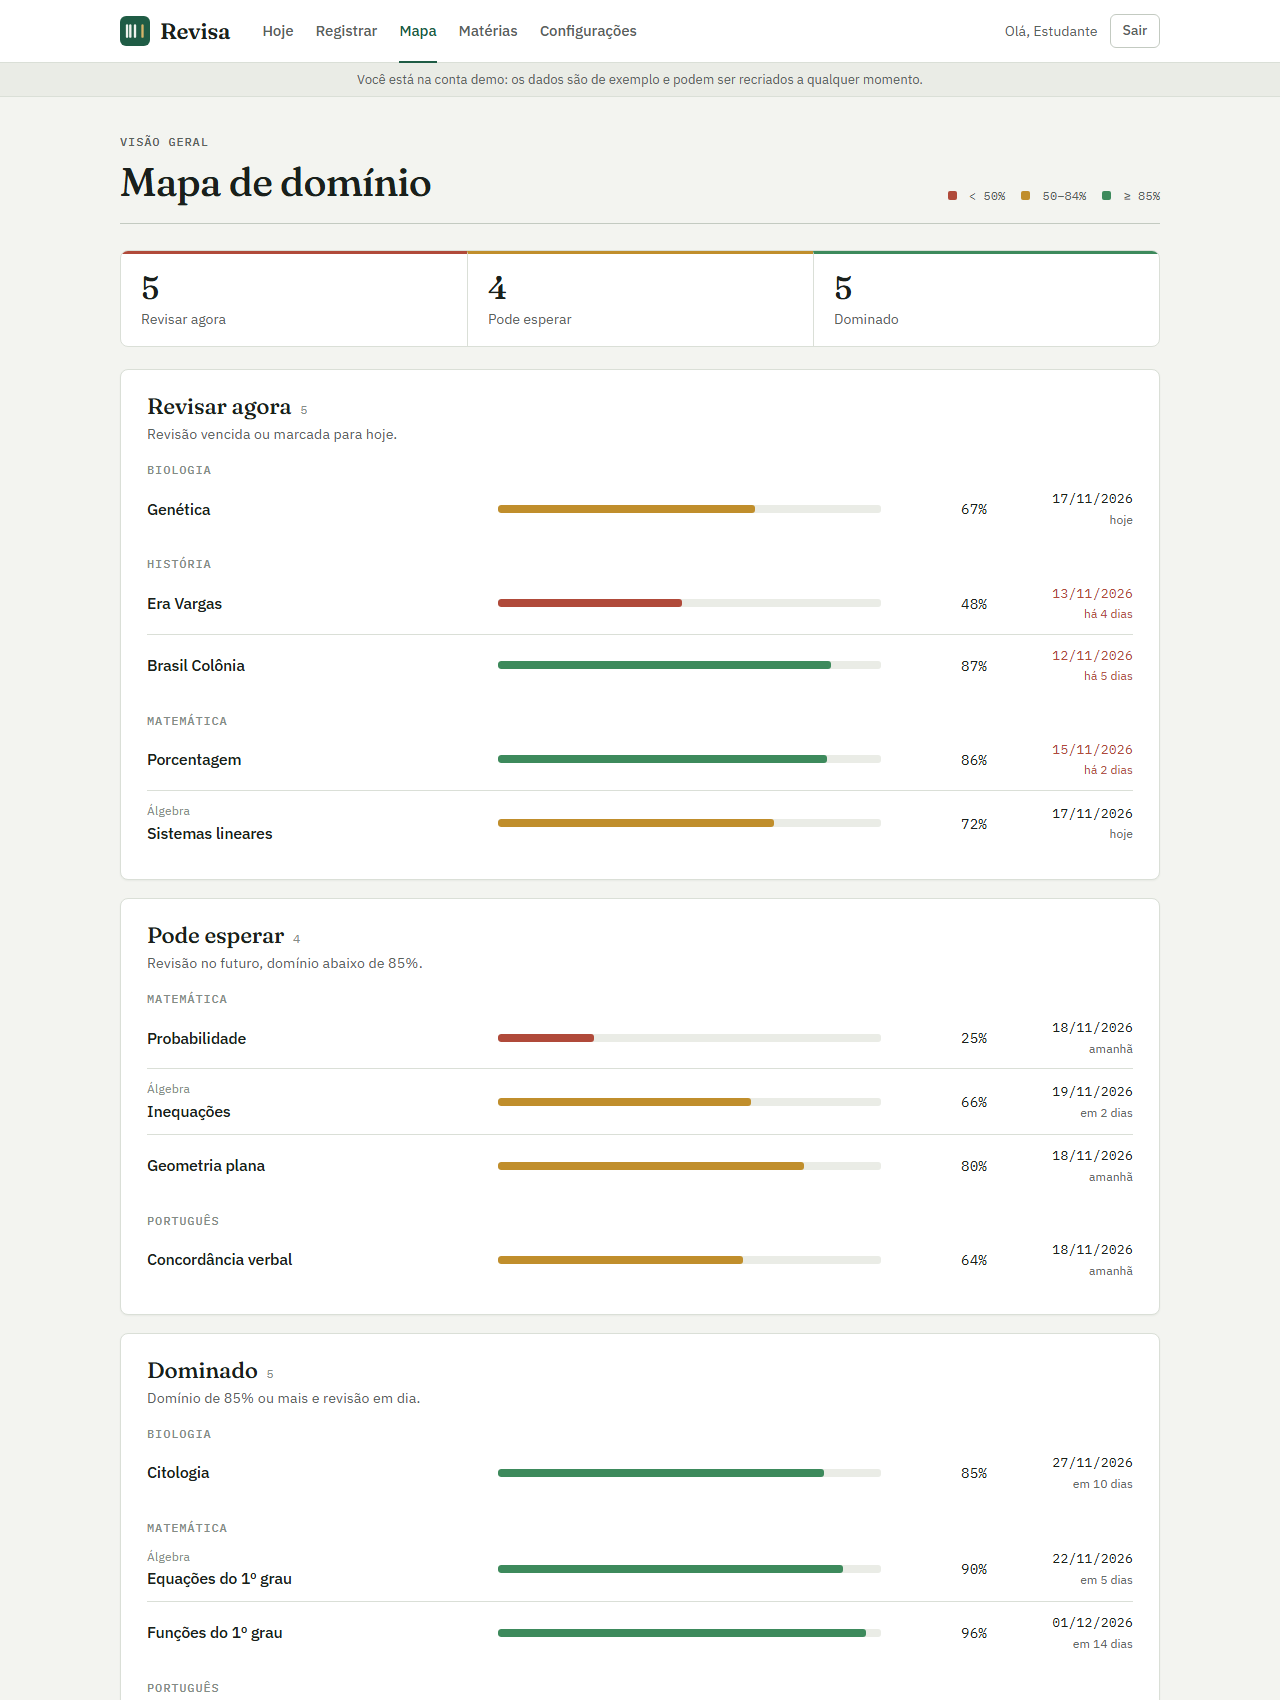 Revisa Hoje Registrar Mapa Matérias Configurações Olá, Estudante Sair
Você está na conta demo: os dados são de exemplo e podem ser recriados a qualquer momento.
VISÃO GERAL
Mapa de domínio
< 50% 50–84% ≥ 85%
5 4 5
Revisar agora Pode esperar Dominado
Revisar agora 5
Revisão vencida ou marcada para hoje.
BIOLOGIA
Genética 67% 17/11/2026
hoje
HISTÓRIA
Era Vargas 48% 13/11/2026
há 4 dias
Brasil Colônia 87% 12/11/2026
há 5 dias
MATEMÁTICA
Porcentagem 86% 15/11/2026
há 2 dias
Álgebra
Sistemas lineares 72% 17/11/2026
hoje
Pode esperar 4
Revisão no futuro, domínio abaixo de 85%.
MATEMÁTICA
Probabilidade 25% 18/11/2026
amanhã
Álgebra
Inequações 66% 19/11/2026
em 2 dias
Geometria plana 80% 18/11/2026
amanhã
PORTUGUÊS
Concordância verbal 64% 18/11/2026
amanhã
Dominado 5
Domínio de 85% ou mais e revisão em dia.
BIOLOGIA
Citologia 85% 27/11/2026
em 10 dias
MATEMÁTICA
Álgebra
Equações do 1º grau 90% 22/11/2026
em 5 dias
Funções do 1º grau 96% 01/12/2026
em 14 dias
PORTUGUÊS